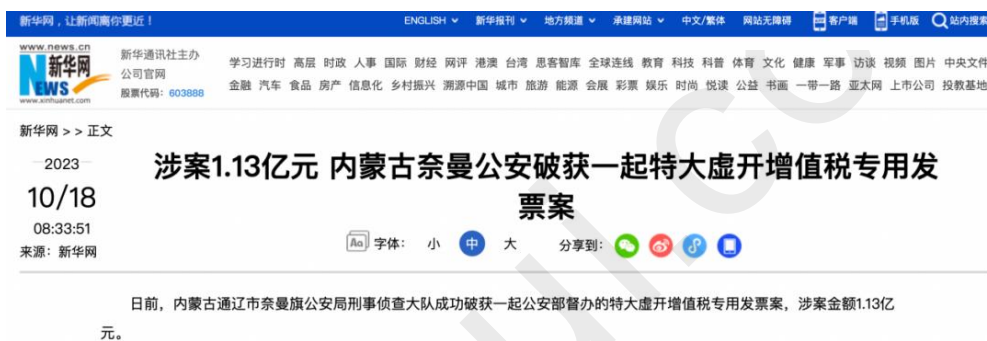 新华网，让新闻离你更近！ ENGLISH 新华报刊 地方频道 承建网站 中文/繁体 网站无障碍 客户端 手机版 站内搜索
www.news.cn
新华网
NEWS
www.xinhuanet.com
新华通讯社主办
公司官网
股票代码：603888
学习进行时 高层 时政 人事 国际 财经 网评 港澳 台湾 思客智库 全球连线 教育 科技 科普 体育 文化 健康 军事 访谈 视频 图片 中央文件
金融 汽车 食品 房产 信息化 乡村振兴 溯源中国 城市 旅游 能源 会展 彩票 娱乐 时尚 悦读 公益 书画 一带一路 亚太网 上市公司 投教基地
新华网 > > 正文
2023
10/18
08:33:51
来源：新华网
涉案1.13亿元 内蒙古奈曼公安破获一起特大虚开增值税专用发
票案
Aa 字体： 小 中 大 分享到：
日前，内蒙古通辽市奈曼旗公安局刑事侦查大队成功破获一起公安部督办的特大虚开增值税专用发票案，涉案金额1.13亿
元。